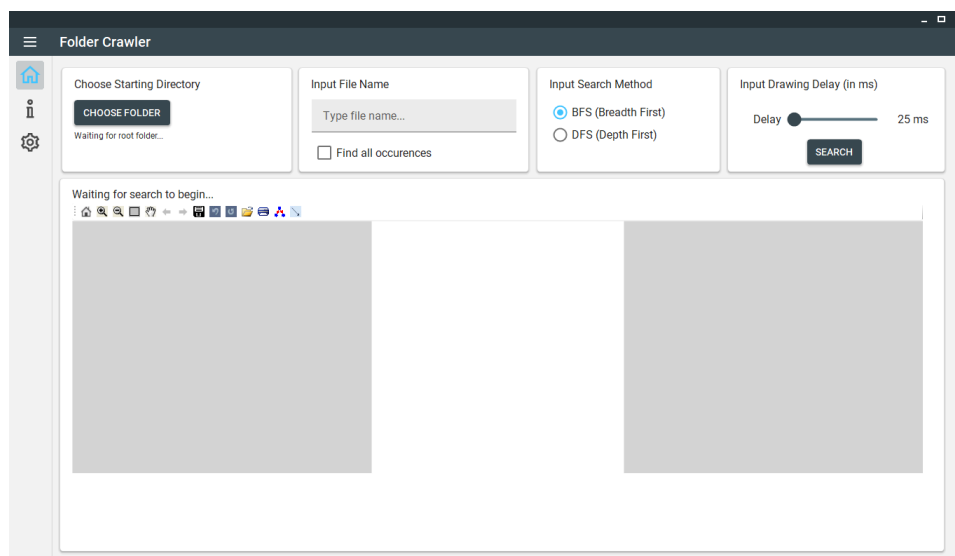 Folder Crawler
Choose Starting Directory
CHOOSE FOLDER
Waiting for root folder...
Input File Name
Type file name...
Find all occurences
Input Search Method
BFS (Breadth First)
DFS (Depth First)
Input Drawing Delay (in ms)
Delay 25 ms
SEARCH
Waiting for search to begin...